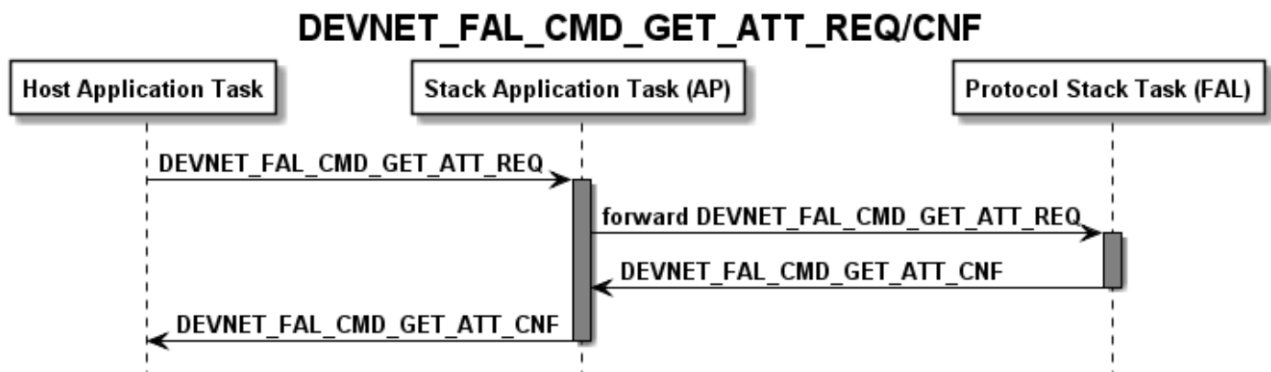 DEVNET_FAL_CMD_GET_ATT_REQ/CNF
Host Application Task
Stack Application Task (AP)
Protocol Stack Task (FAL)
DEVNET_FAL_CMD_GET_ATT_REQ
forward DEVNET_FAL_CMD_GET_ATT_REQ
DEVNET_FAL_CMD_GET_ATT_CNF
DEVNET_FAL_CMD_GET_ATT_CNF